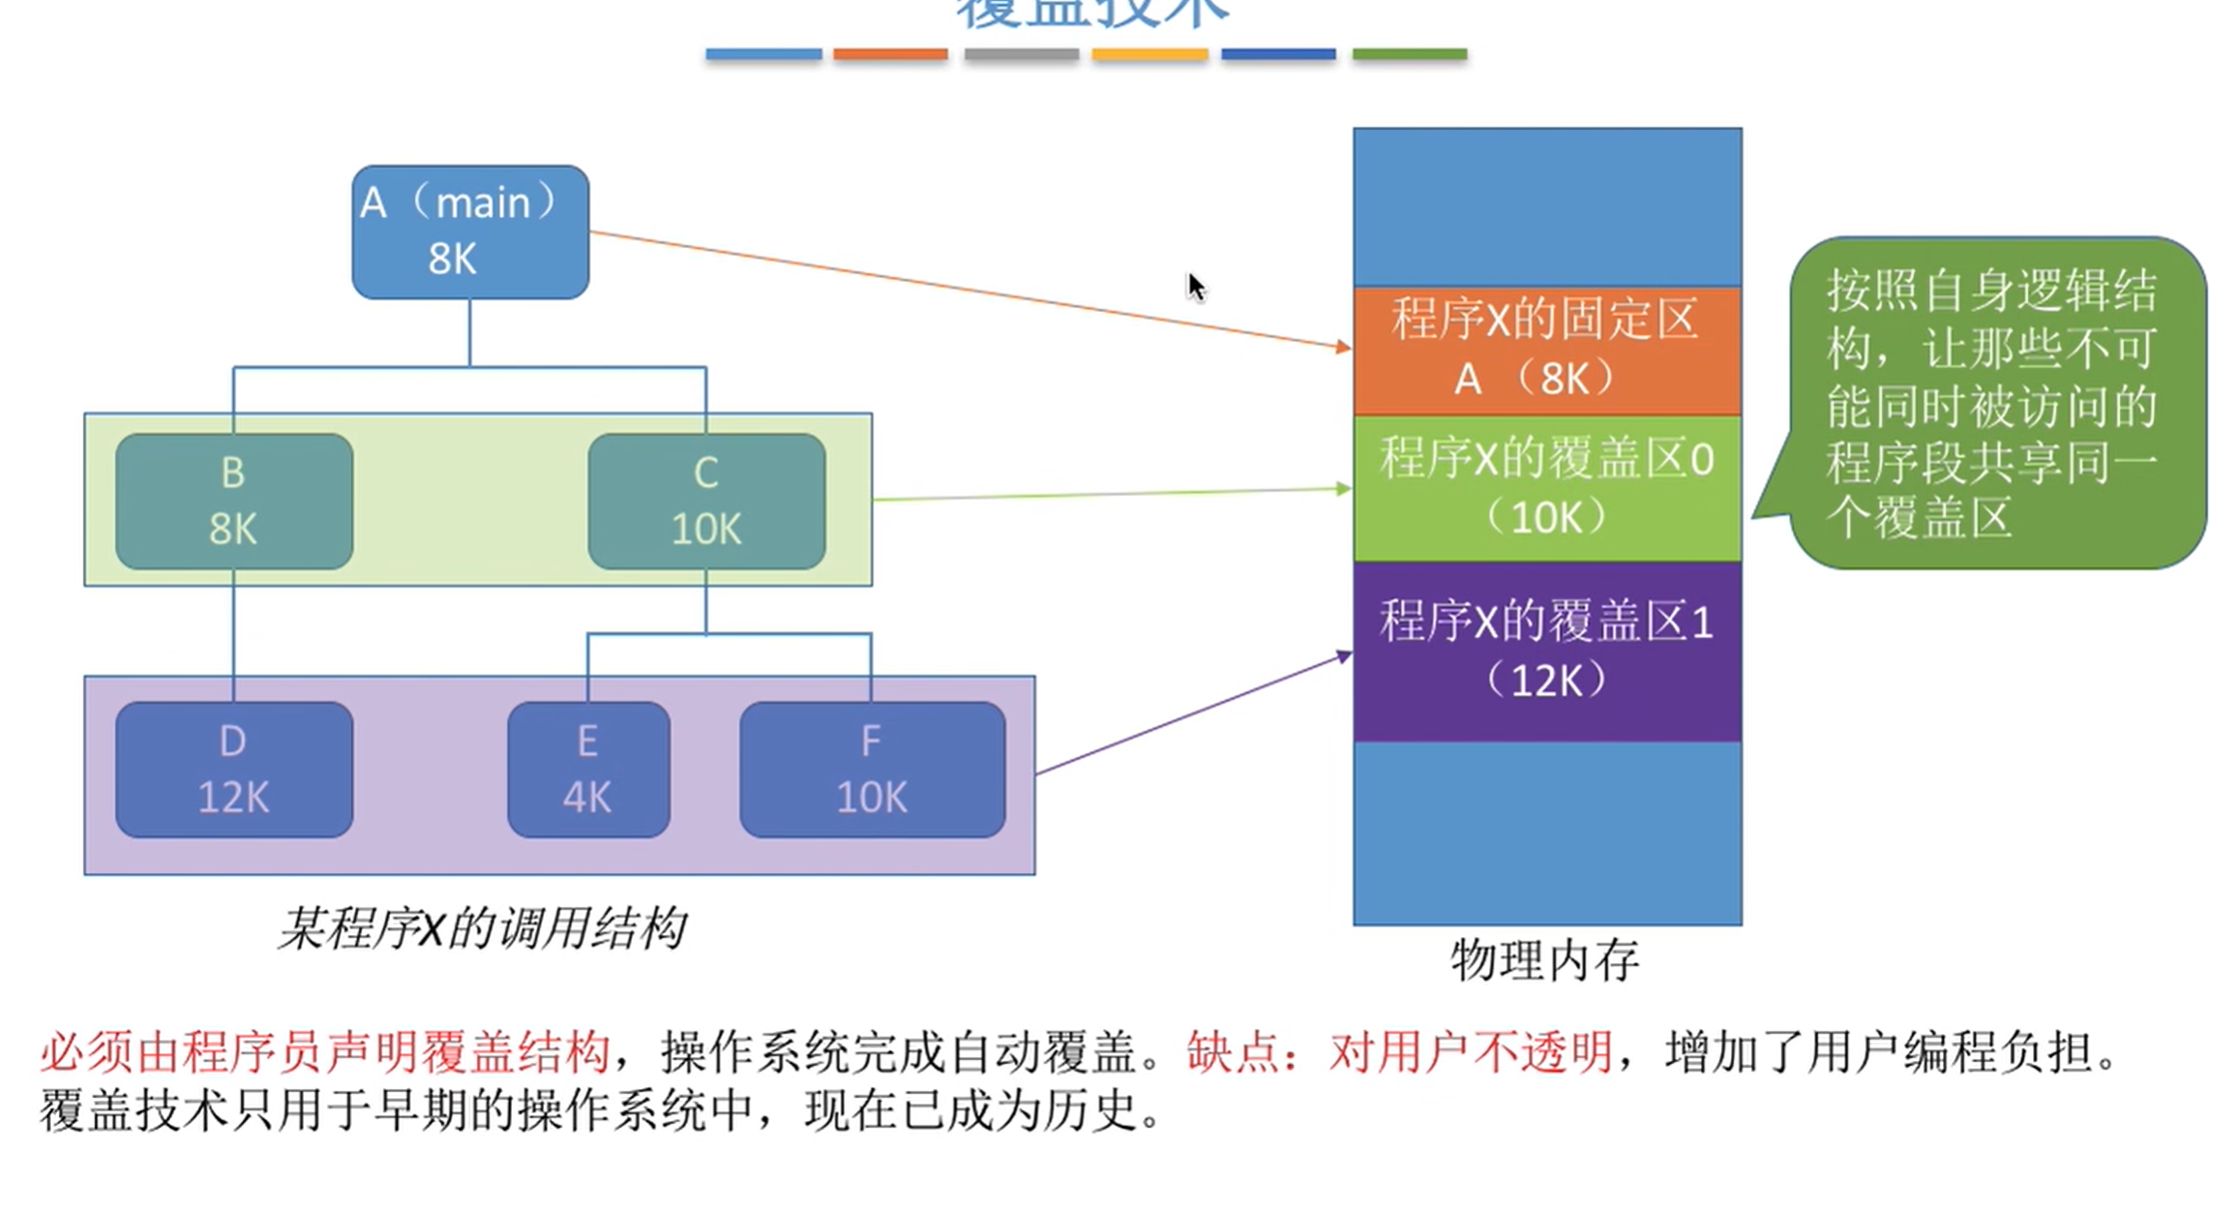 覆盖技术
A（main）
8K
B
8K
C
10K
D
12K
E
4K
F
10K
某程序X的调用结构
程序X的固定区
A （8K）
程序X的覆盖区0
（10K）
程序X的覆盖区1
（12K）
物理内存
按照自身逻辑结
构，让那些不可
能同时被访问的
程序段共享同一
个覆盖区
必须由程序员声明覆盖结构，操作系统完成自动覆盖。缺点：对用户不透明，增加了用户编程负担。
覆盖技术只用于早期的操作系统中，现在已成为历史。